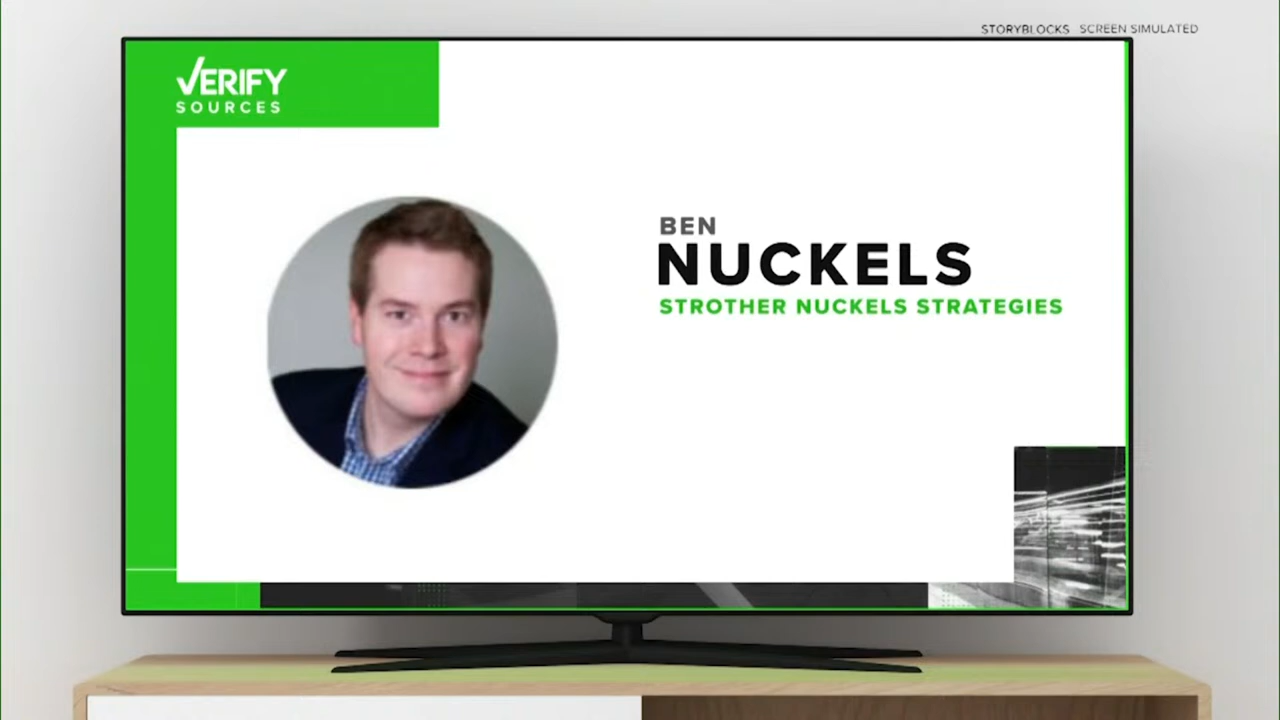 STORYBLOCKS SCREEN SIMULATED
VERIFY
SOURCES
BEN
NUCKELS
STROTHER NUCKELS STRATEGIES